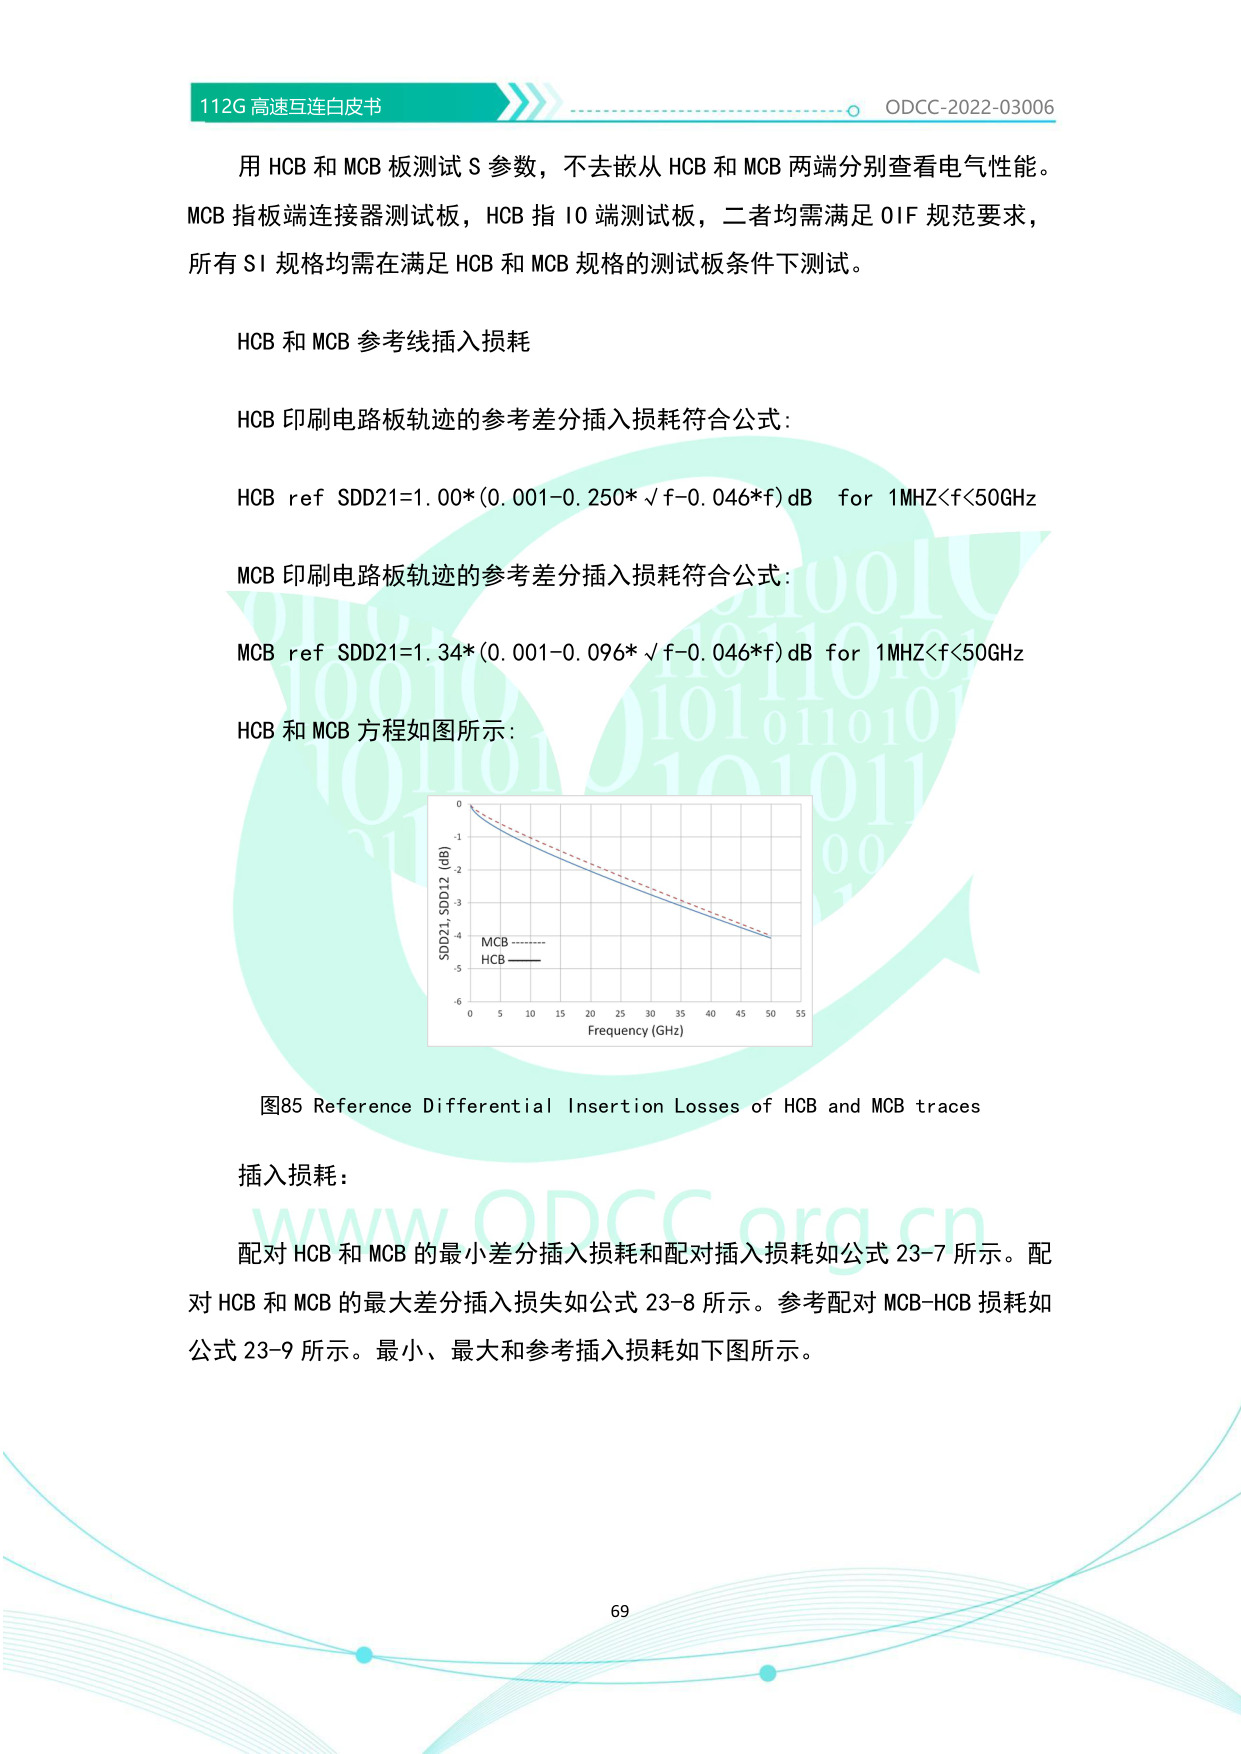 112G 高速互连白皮书
ODCC-2022-03006
用 HCB 和 MCB 板测试 S 参数，不去嵌从 HCB 和 MCB 两端分别查看电气性能。
MCB 指板端连接器测试板，HCB 指 IO 端测试板，二者均需满足 OIF 规范要求，
所有 SI 规格均需在满足 HCB 和 MCB 规格的测试板条件下测试。
HCB 和 MCB 参考线插入损耗
HCB 印刷电路板轨迹的参考差分插入损耗符合公式：
HCB ref SDD21=1.00*(0.001-0.250*√f-0.046*f)dB  for 1MHZ<f<50GHz
MCB 印刷电路板轨迹的参考差分插入损耗符合公式：
MCB ref SDD21=1.34*(0.001-0.096*√f-0.046*f)dB for 1MHZ<f<50GHz
HCB 和 MCB 方程如图所示：
SDD21, SDD12 (dB)
0
-1
-2
-3
-4
-5
-6
MCB
HCB
0 5 10 15 20 25 30 35 40 45 50 55
Frequency (GHz)
图85 Reference Differential Insertion Losses of HCB and MCB traces
插入损耗：
www.ODCC.org.cn
配对 HCB 和 MCB 的最小差分插入损耗和配对插入损耗如公式 23-7 所示。配
对 HCB 和 MCB 的最大差分插入损失如公式 23-8 所示。参考配对 MCB-HCB 损耗如
公式 23-9 所示。最小、最大和参考插入损耗如下图所示。
69